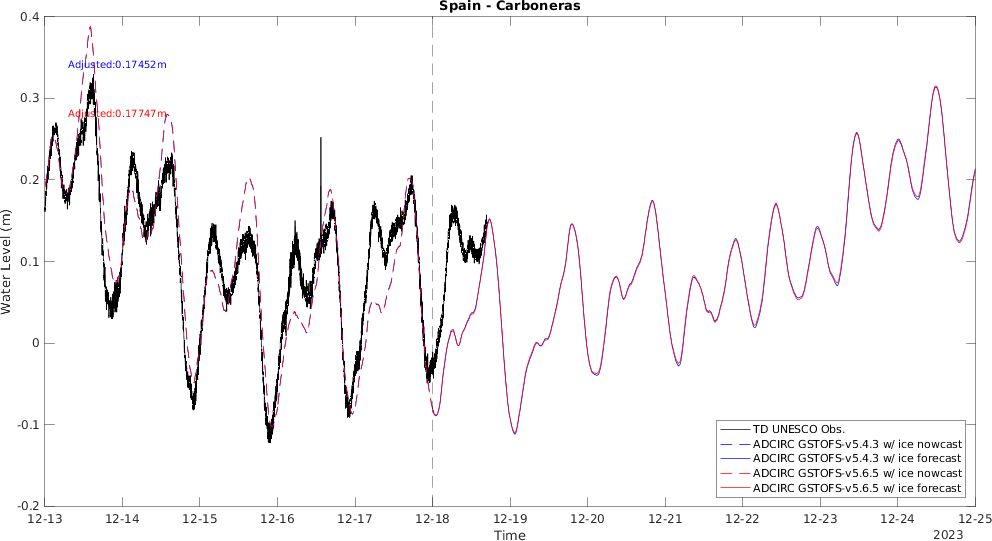 Spain - Carboneras
0.4
0.3
0.2
0.1
0
-0.1
-0.2
Water Level (m)
Adjusted:0.17452m
Adjusted:0.17747m
TD UNESCO Obs.
ADCIRC GSTOFS-v5.4.3 w/ ice nowcast
ADCIRC GSTOFS-v5.4.3 w/ ice forecast
ADCIRC GSTOFS-v5.6.5 w/ ice nowcast
ADCIRC GSTOFS-v5.6.5 w/ ice forecast
12-13 12-14 12-15 12-16 12-17 12-18 12-19 12-20 12-21 12-22 12-23 12-24 12-25
Time
2023